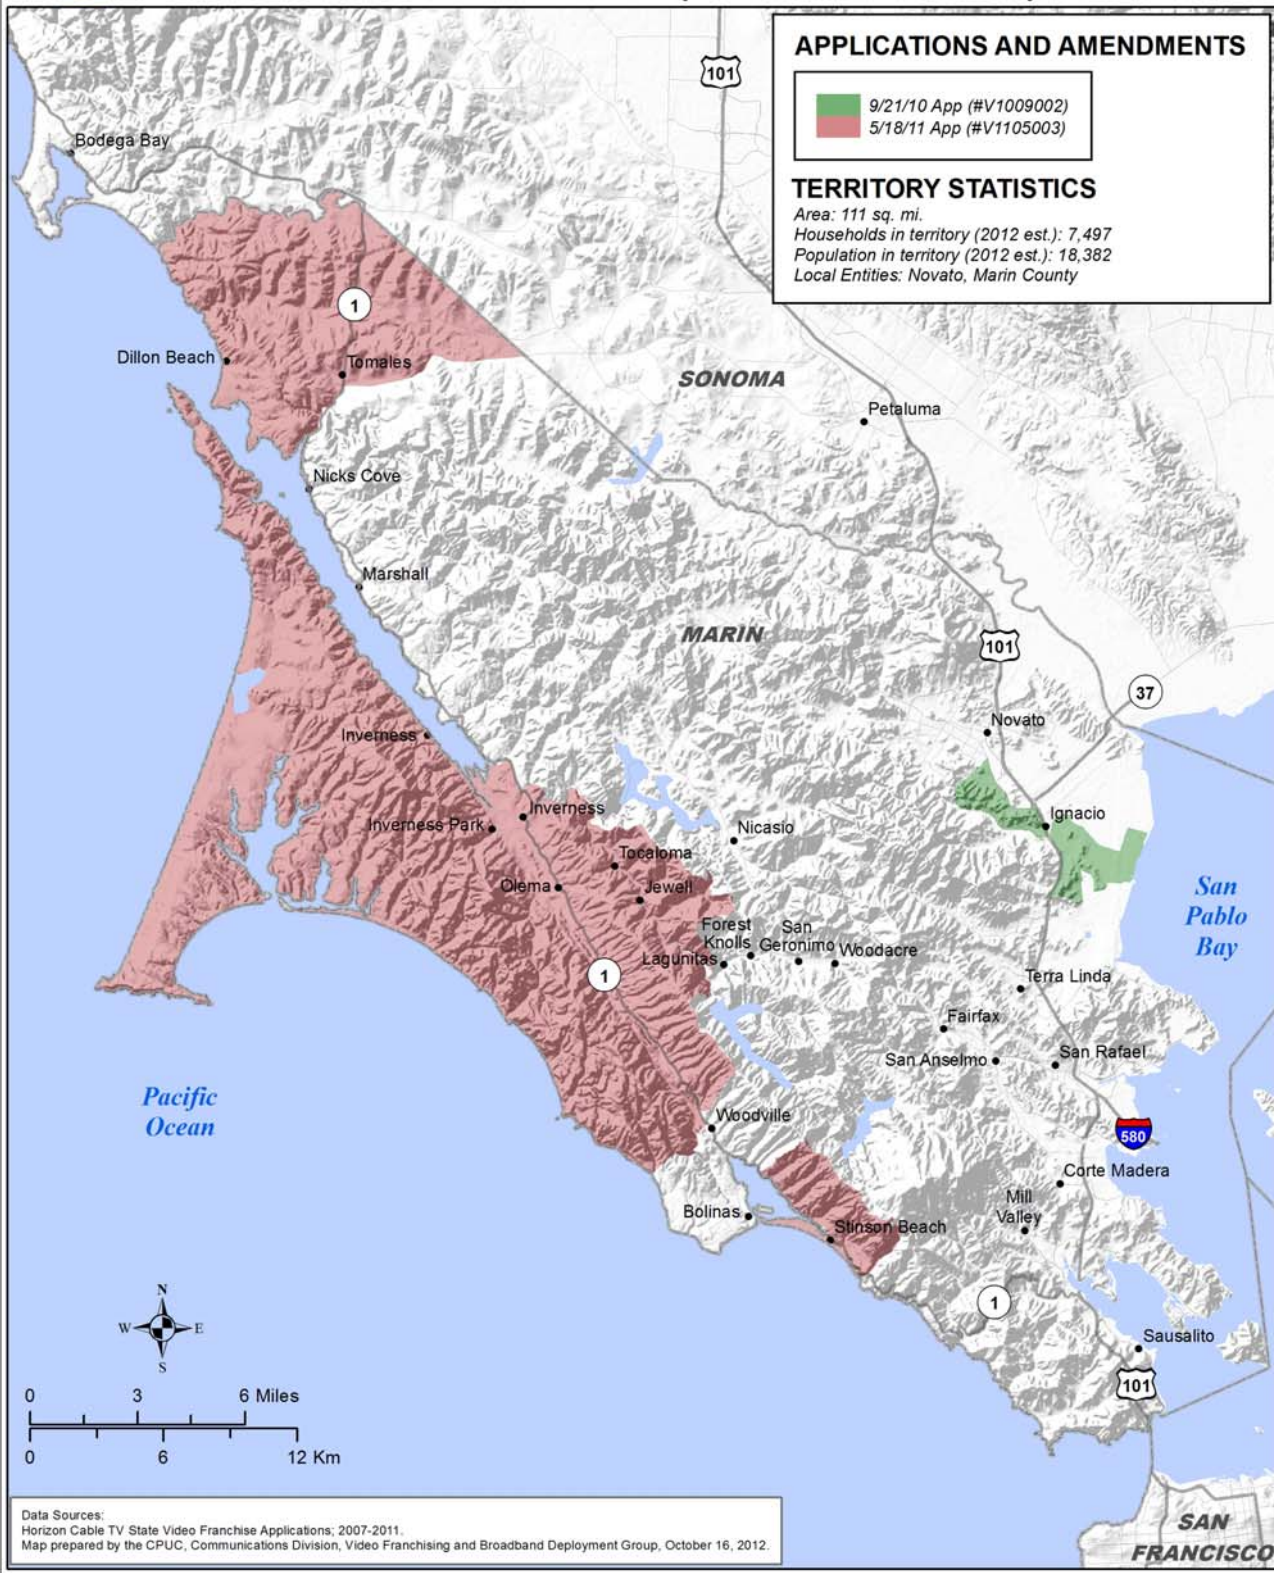 101
APPLICATIONS AND AMENDMENTS
9/21/10 App (#V1009002)
5/18/11 App (#V1105003)
TERRITORY STATISTICS
Area: 111 sq. mi.
Households in territory (2012 est.): 7,497
Population in territory (2012 est.): 18,382
Local Entities: Novato, Marin County
Bodega Bay
1
Dillon Beach
Tomales
SONOMA
Petaluma
Nicks Cove
Marshall
MARIN
101
37
Novato
Inverness
Inverness
Inverness Park
Ignacio
Nicasio
Tocaloma
Olema
Jewell
San
Pablo
Bay
Forest
Knolls
San
Geronimo
Woodacre
Lagunitas
1
Terra Linda
Fairfax
San Anselmo
San Rafael
Pacific
Ocean
Woodville
580
Corte Madera
Mill
Valley
Bolinas
Stinson Beach
1
Sausalito
101
N
W
E
S
0
3
6 Miles
0
6
12 Km
Data Sources:
Horizon Cable TV State Video Franchise Applications; 2007-2011.
Map prepared by the CPUC, Communications Division, Video Franchising and Broadband Deployment Group, October 16, 2012.
SAN
FRANCISCO